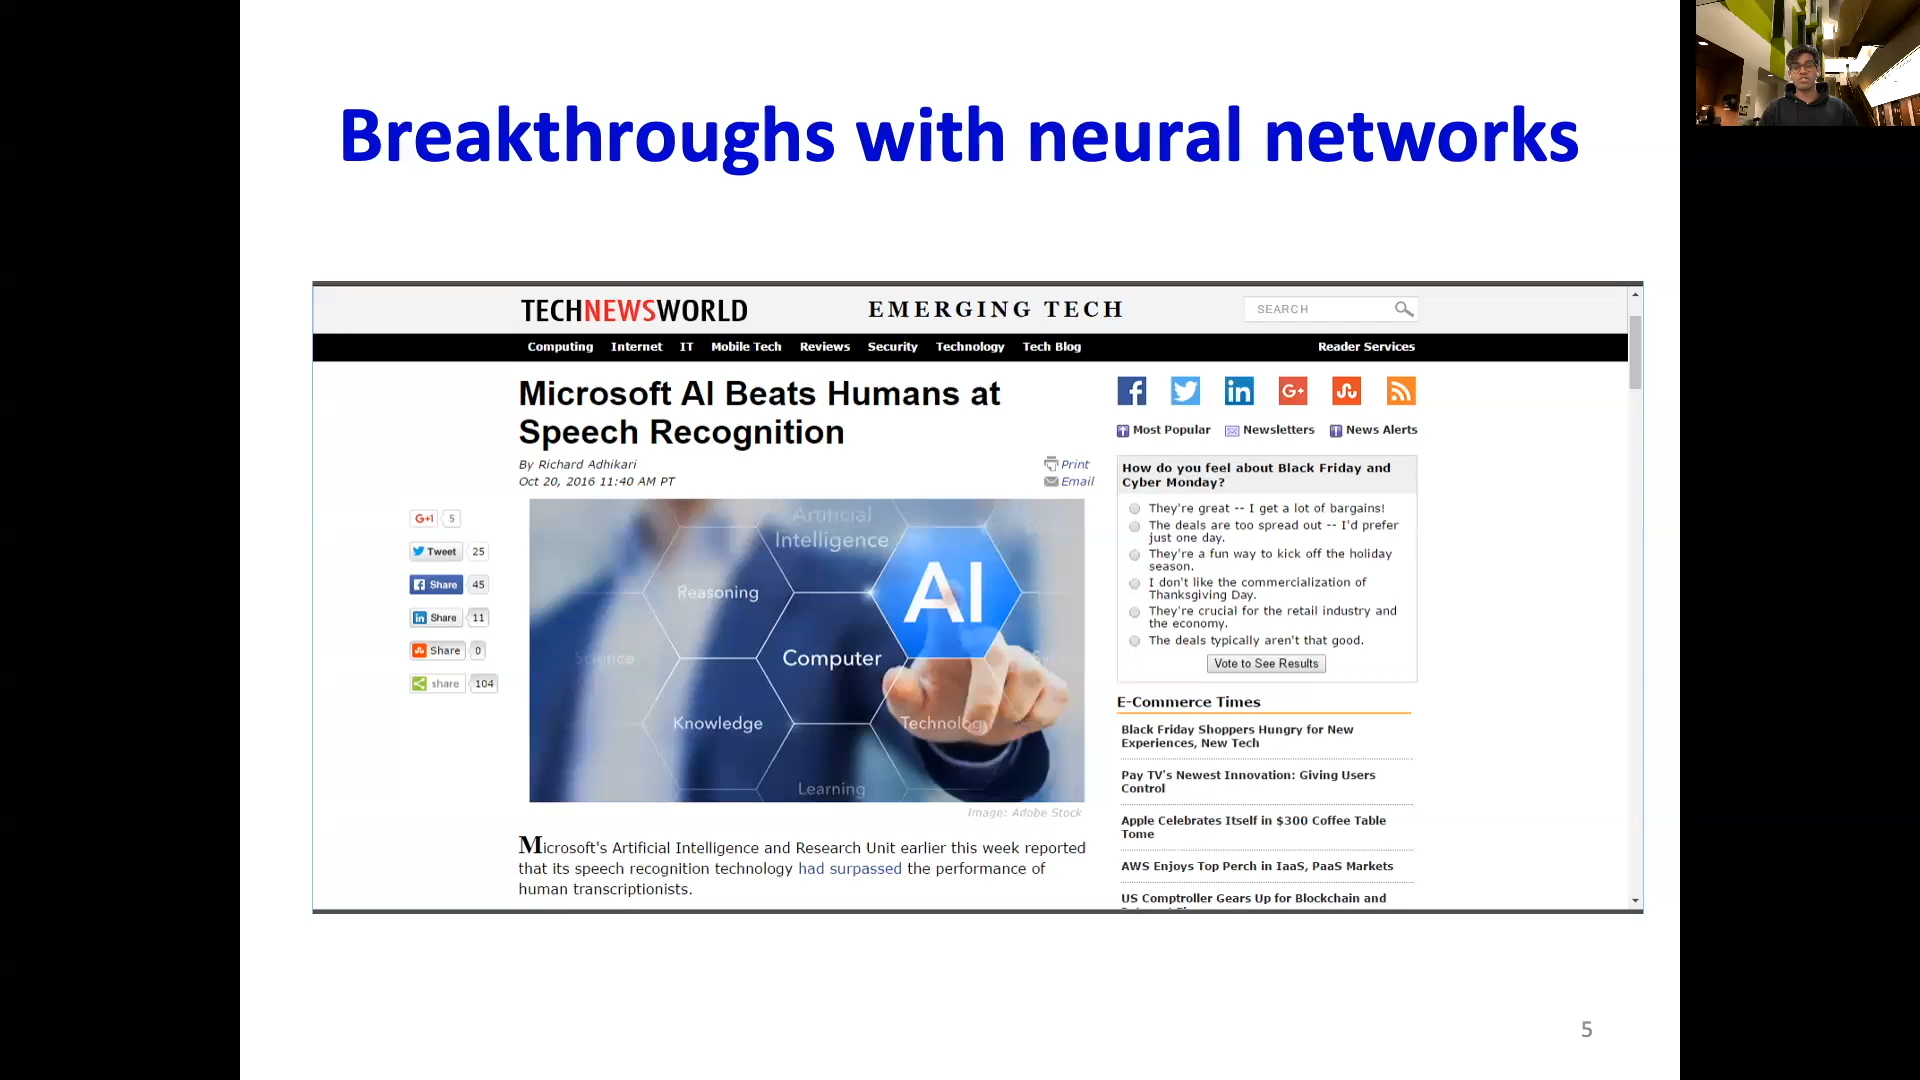 Breakthroughs with neural networks
TECHNEWSWORLD
EMERGING TECH
SEARCH
Computing Internet IT Mobile Tech Reviews Security Technology Tech Blog Reader Services
Microsoft AI Beats Humans at
Speech Recognition
By Richard Adhikari
Oct 20, 2016 11:40 AM PT
Print
Email
G+1 5
Tweet 25
Share 45
Share 11
Share 0
share 104
Artificial
Intelligence
AI
Reasoning
Science
Computer
Knowledge
Technology
Learning
Image: Adobe Stock
Microsoft's Artificial Intelligence and Research Unit earlier this week reported
that its speech recognition technology had surpassed the performance of
human transcriptionists.
Most Popular Newsletters News Alerts
How do you feel about Black Friday and
Cyber Monday?
They're great -- I get a lot of bargains!
The deals are too spread out -- I'd prefer
just one day.
They're a fun way to kick off the holiday
season.
I don't like the commercialization of
Thanksgiving Day.
They're crucial for the retail industry and
the economy.
The deals typically aren't that good.
Vote to See Results
E-Commerce Times
Black Friday Shoppers Hungry for New
Experiences, New Tech
Pay TV's Newest Innovation: Giving Users
Control
Apple Celebrates Itself in $300 Coffee Table
Tome
AWS Enjoys Top Perch in IaaS, PaaS Markets
US Comptroller Gears Up for Blockchain and
5